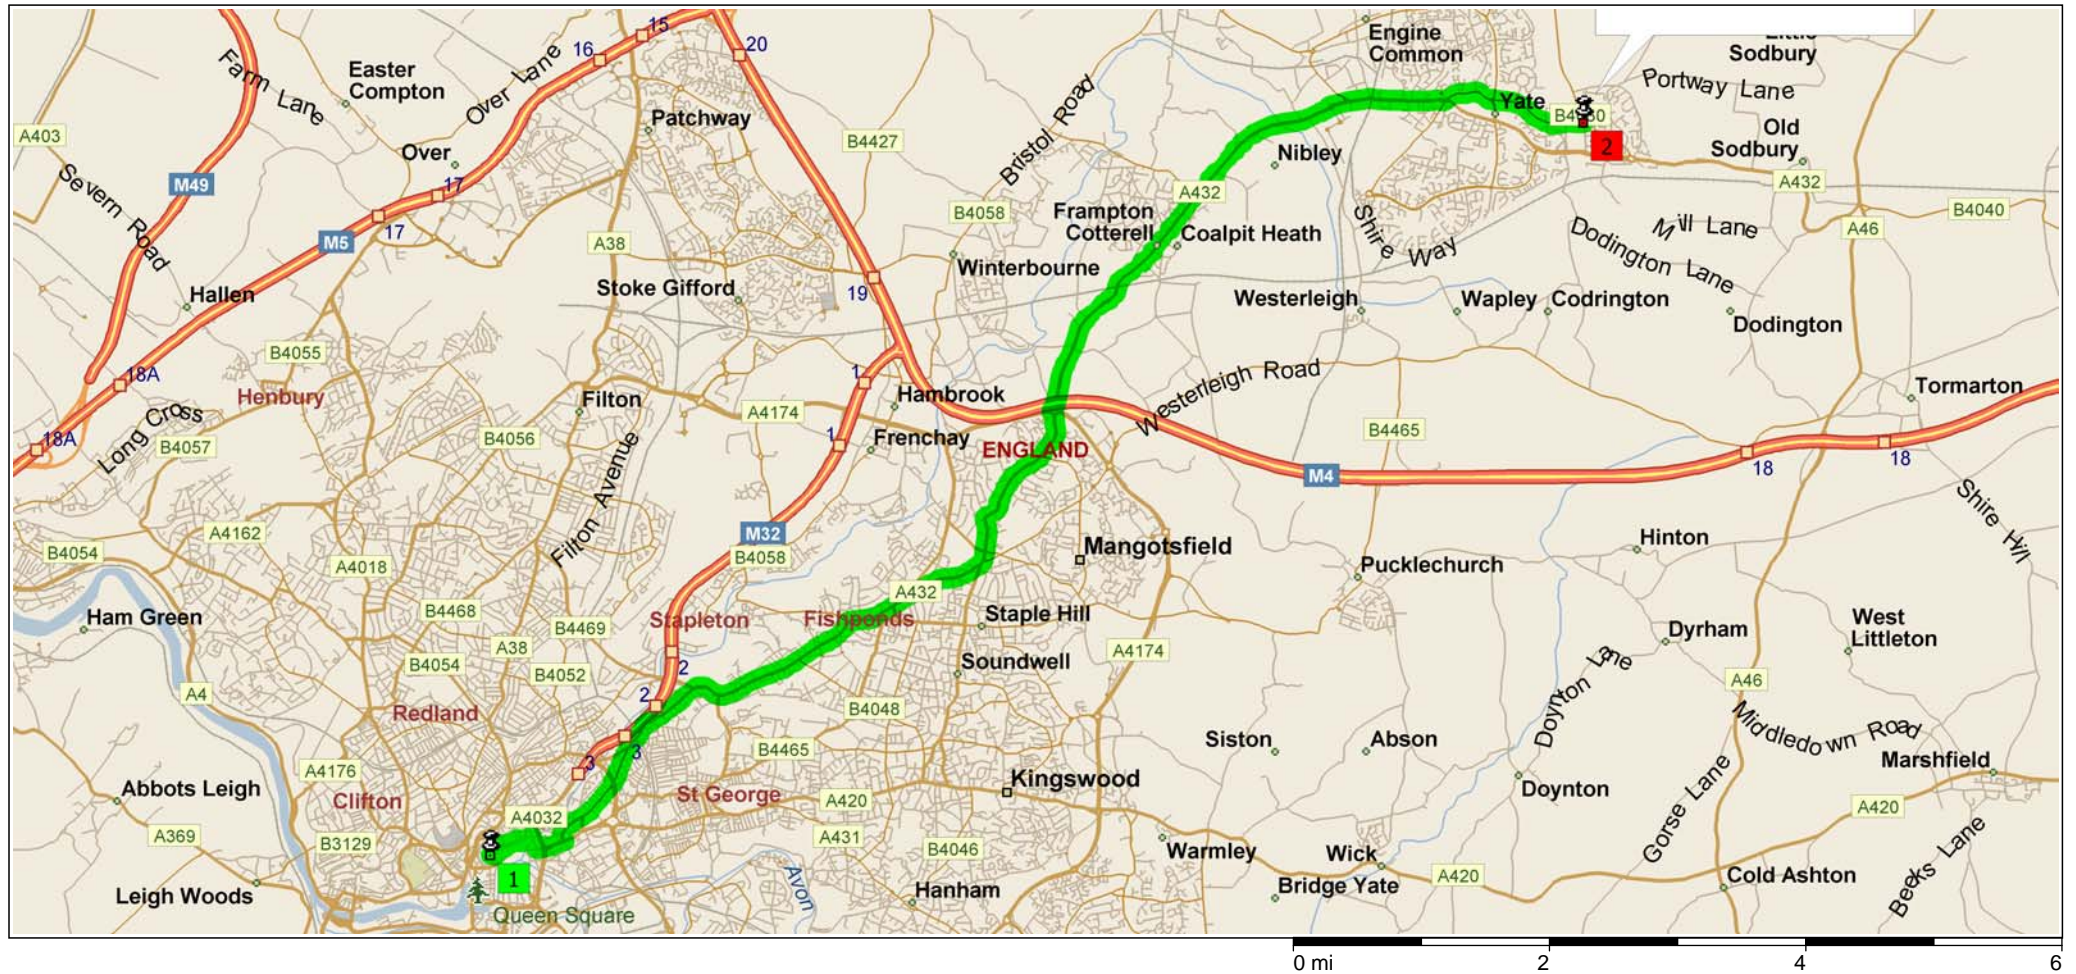 15
Engine
Common
Little
Sodbury
16
20
Farm Lane
Easter
Compton
Over Lane
Portway Lane
Yate
B4060
Bristol Road
A403
Patchway
B4427
Old
Sodbury
Over
Nibley
2
M49
17
A432
A432
Severn Road
Frampton
Cotterell
B4058
B4040
17
M5
A38
Coalpit Heath
Shire Way
Mill Lane
A46
Dodington Lane
Winterbourne
Hallen
Stoke Gifford
19
Westerleigh
Wapley
Codrington
Dodington
B4055
18A
1
Westerleigh Road
Tormarton
Henbury
Filton
Hambrook
Long Cross
A4174
18A
B4057
B4056
1
Frenchay
B4465
ENGLAND
18
18
Filton Avenue
M4
Shire Hill
A4162
M32
B4054
A4018
B4058
Mangotsfield
Hinton
Pucklechurch
A432
Ham Green
B4468
Stapleton
Fishponds
Staple Hill
West
Littleton
B4469
Dyrham
A38
B4054
B4052
2
Soundwell
A4174
Doynton Lane
A4
2
A46
Redland
B4048
Middledown Road
3
B4465
Siston
Abson
Marshfield
A4176
3
Kingswood
Abbots Leigh
Clifton
St George
A420
Doynton
Gorse Lane
A420
A4032
A369
B3129
A431
B4046
Warmley
Wick
Beeks Lane
1
Avon
Leigh Woods
Hanham
Bridge Yate
A420
Cold Ashton
Queen Square
0 mi
2
4
6